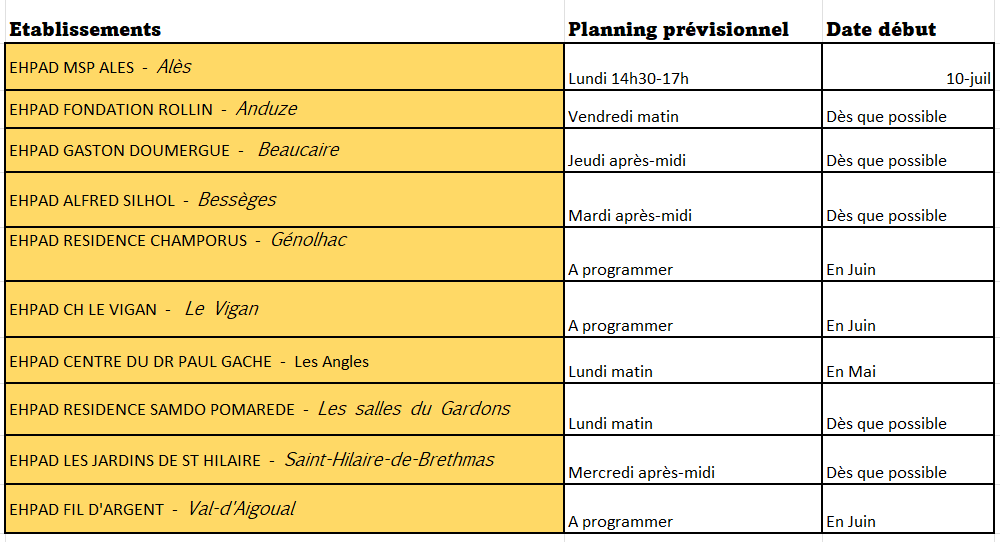 Etablissements Planning prévisionnel Date début
EHPAD MSP ALES - Alès Lundi 14h30-17h 10-juil
EHPAD FONDATION ROLLIN - Anduze Vendredi matin Dès que possible
EHPAD GASTON DOUMERGUE - Beaucaire Jeudi après-midi Dès que possible
EHPAD ALFRED SILHOL - Bessèges Mardi après-midi Dès que possible
EHPAD RESIDENCE CHAMPORUS - Génolhac A programmer En Juin
EHPAD CH LE VIGAN - Le Vigan A programmer En Juin
EHPAD CENTRE DU DR PAUL GACHE - Les Angles Lundi matin En Mai
EHPAD RESIDENCE SAMDO POMAREDE - Les salles du Gardons Lundi matin Dès que possible
EHPAD LES JARDINS DE ST HILAIRE - Saint-Hilaire-de-Brethmas Mercredi après-midi Dès que possible
EHPAD FIL D'ARGENT - Val-d'Aigoual A programmer En Juin